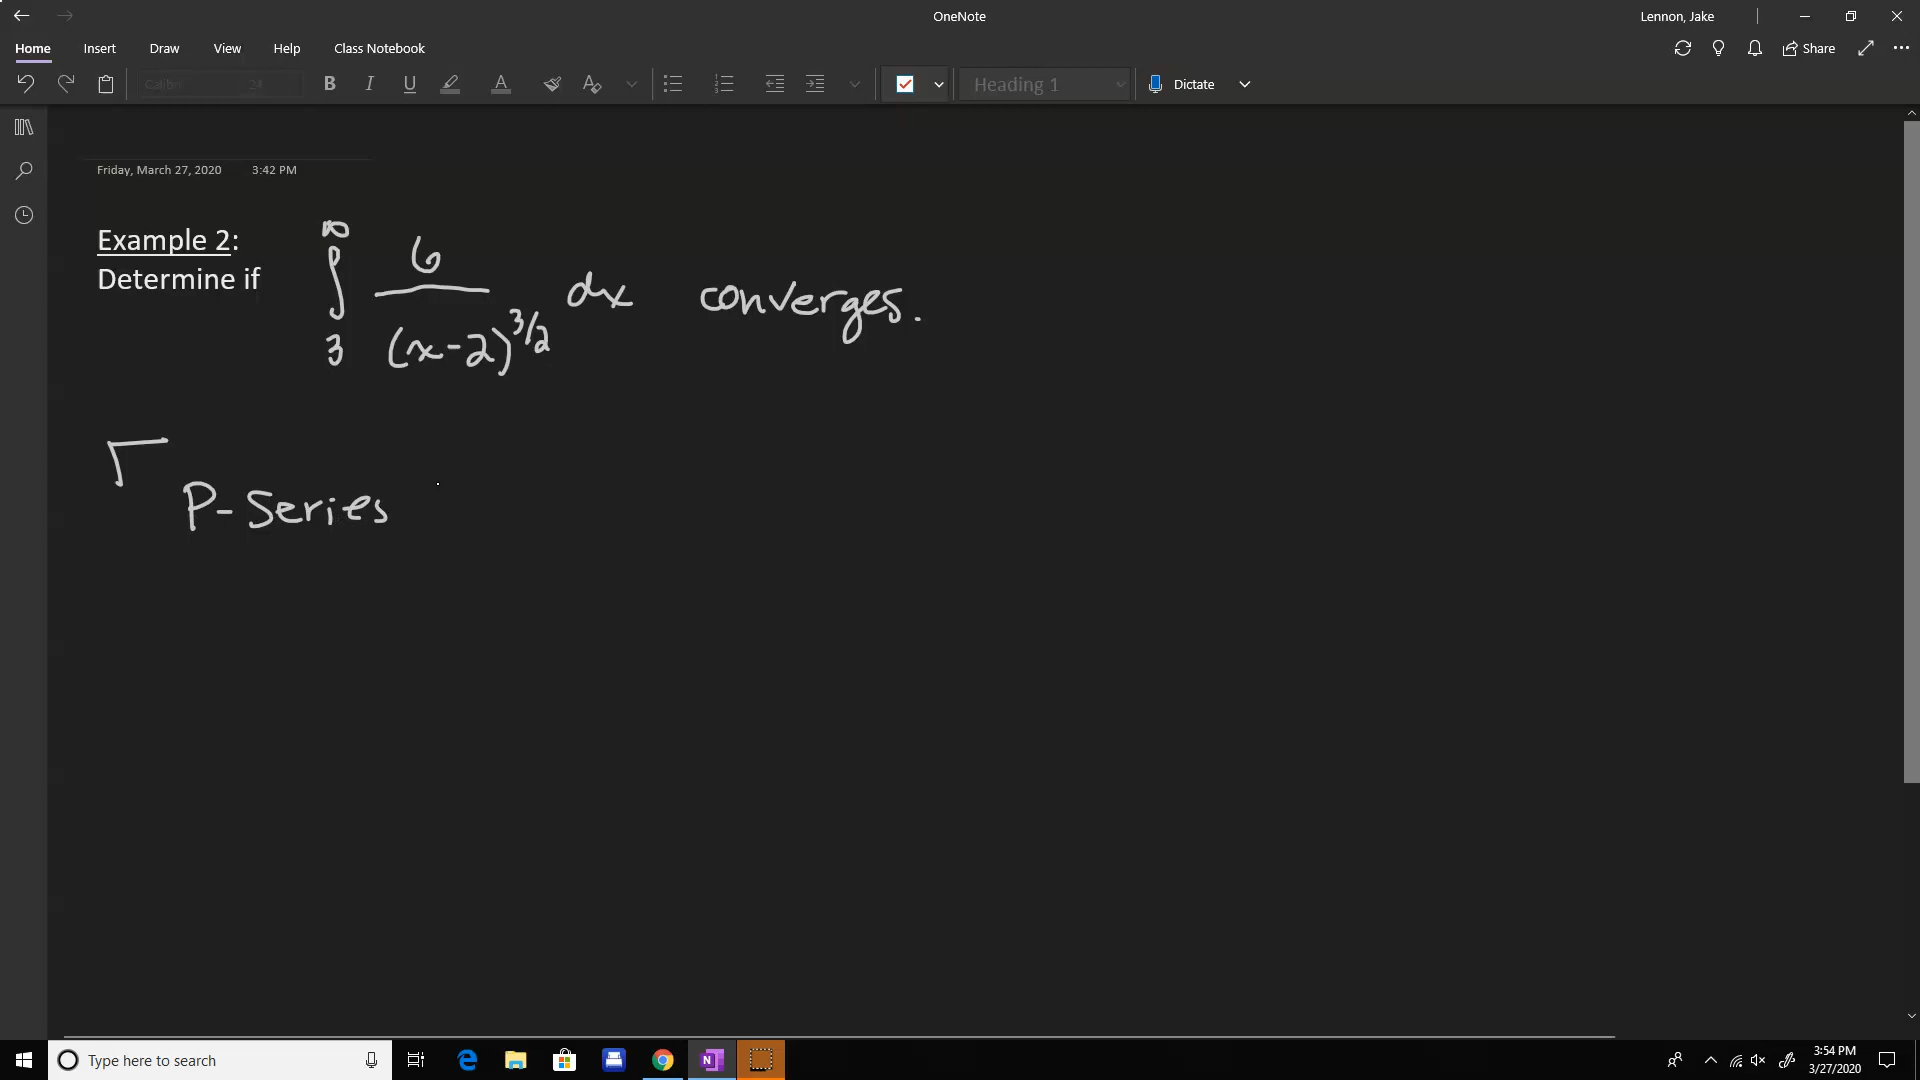 OneNote
Lennon, Jake
Home Insert Draw View Help Class Notebook
Share
Calibri 24 B I U A Heading 1 Dictate
Friday, March 27, 2020 3:42 PM
Example 2:
Determine if ∫₃^∞ 6/(x-2)^{3/2} dx converges.
P-Series
Type here to search
3:54 PM
3/27/2020